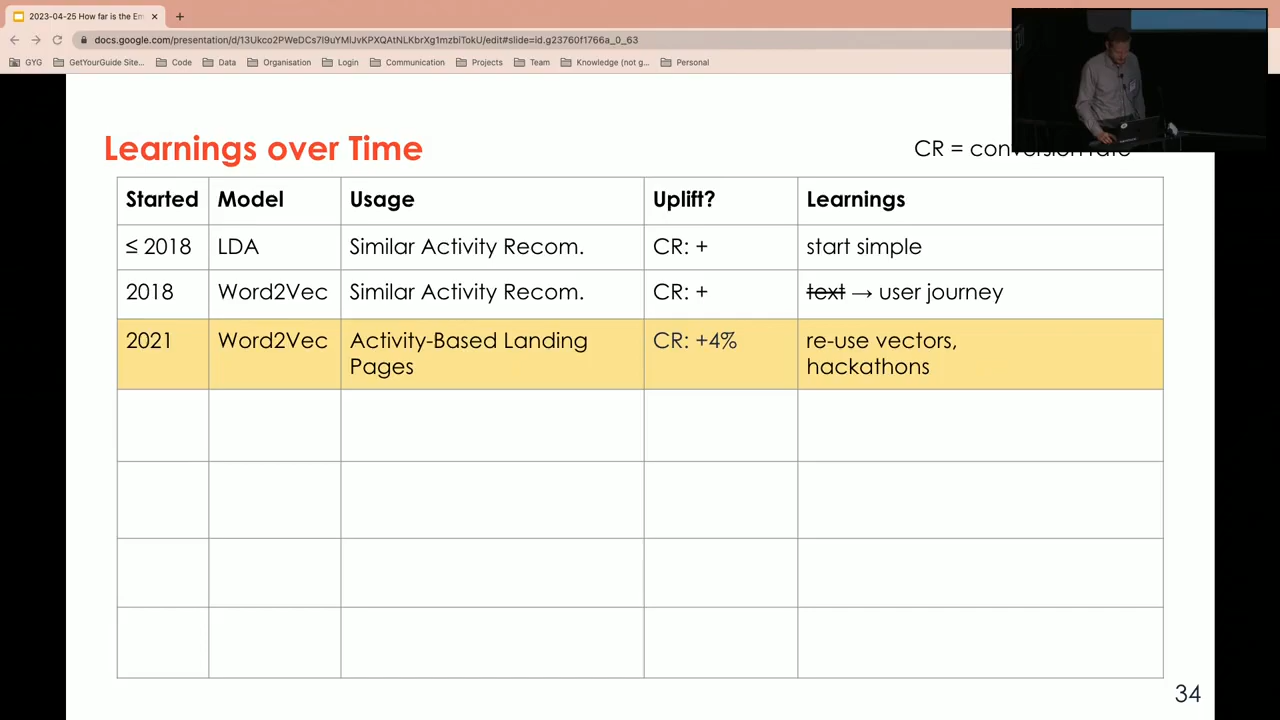 2023-04-25 How far is the Em
docs.google.com/presentation/d/13Ukco2PWeDCs7I9uYMlJvKPXQAtNLKbrXg1mzblTokU/edit#slide=id.g23760f1766a_0_63
GYG GetYourGuide Site... Code Data Organisation Login Communication Projects Team Knowledge (not g... Personal
Learnings over Time
CR = conversion rate
Started Model Usage Uplift? Learnings
≤ 2018 LDA Similar Activity Recom. CR: + start simple
2018 Word2Vec Similar Activity Recom. CR: + text → user journey
2021 Word2Vec Activity-Based Landing CR: +4% re-use vectors,
Pages hackathons
34